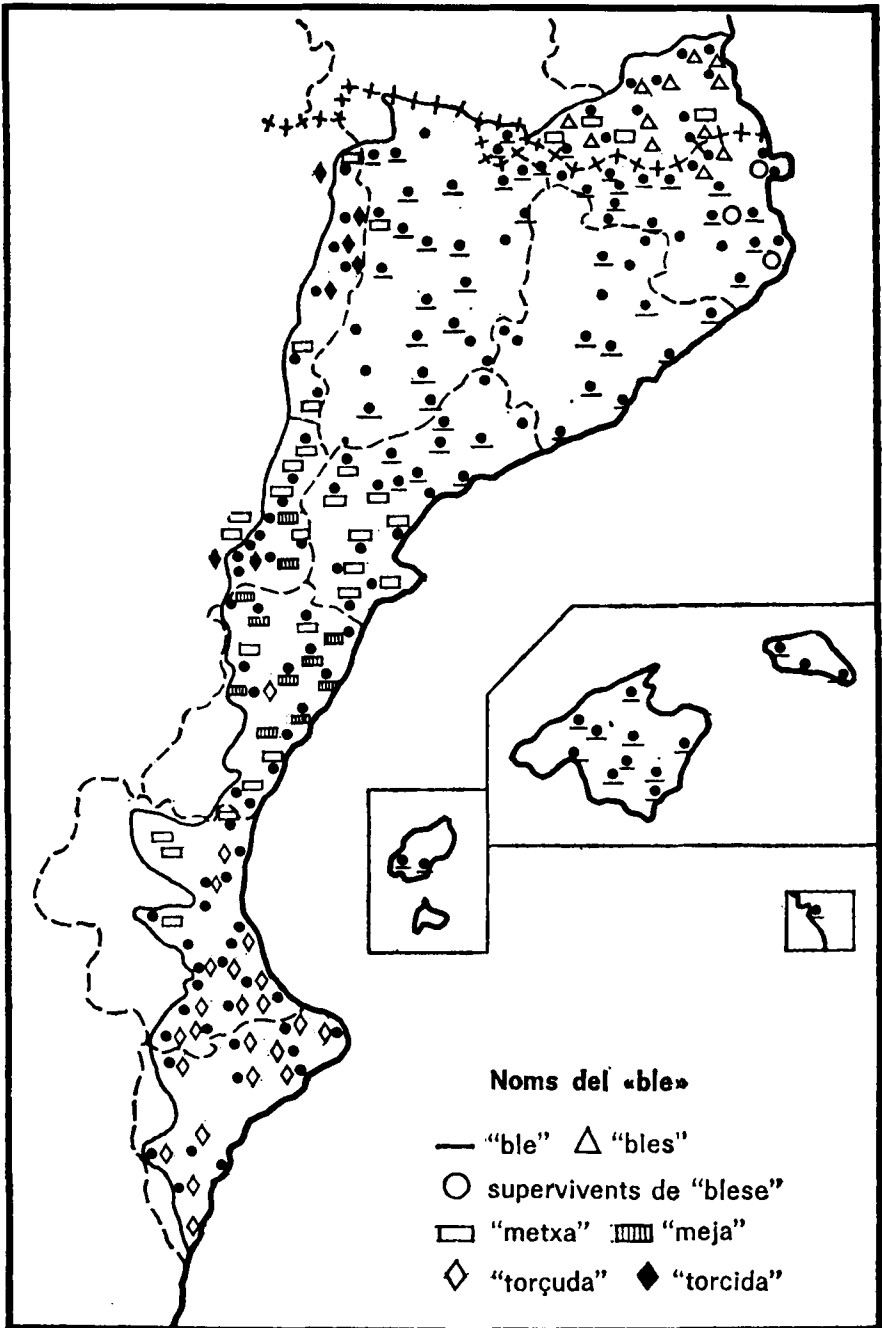 Noms del «ble»
"ble" "bles"
supervivents de "blese"
"metxa" "meja"
"torçuda" "torcida"